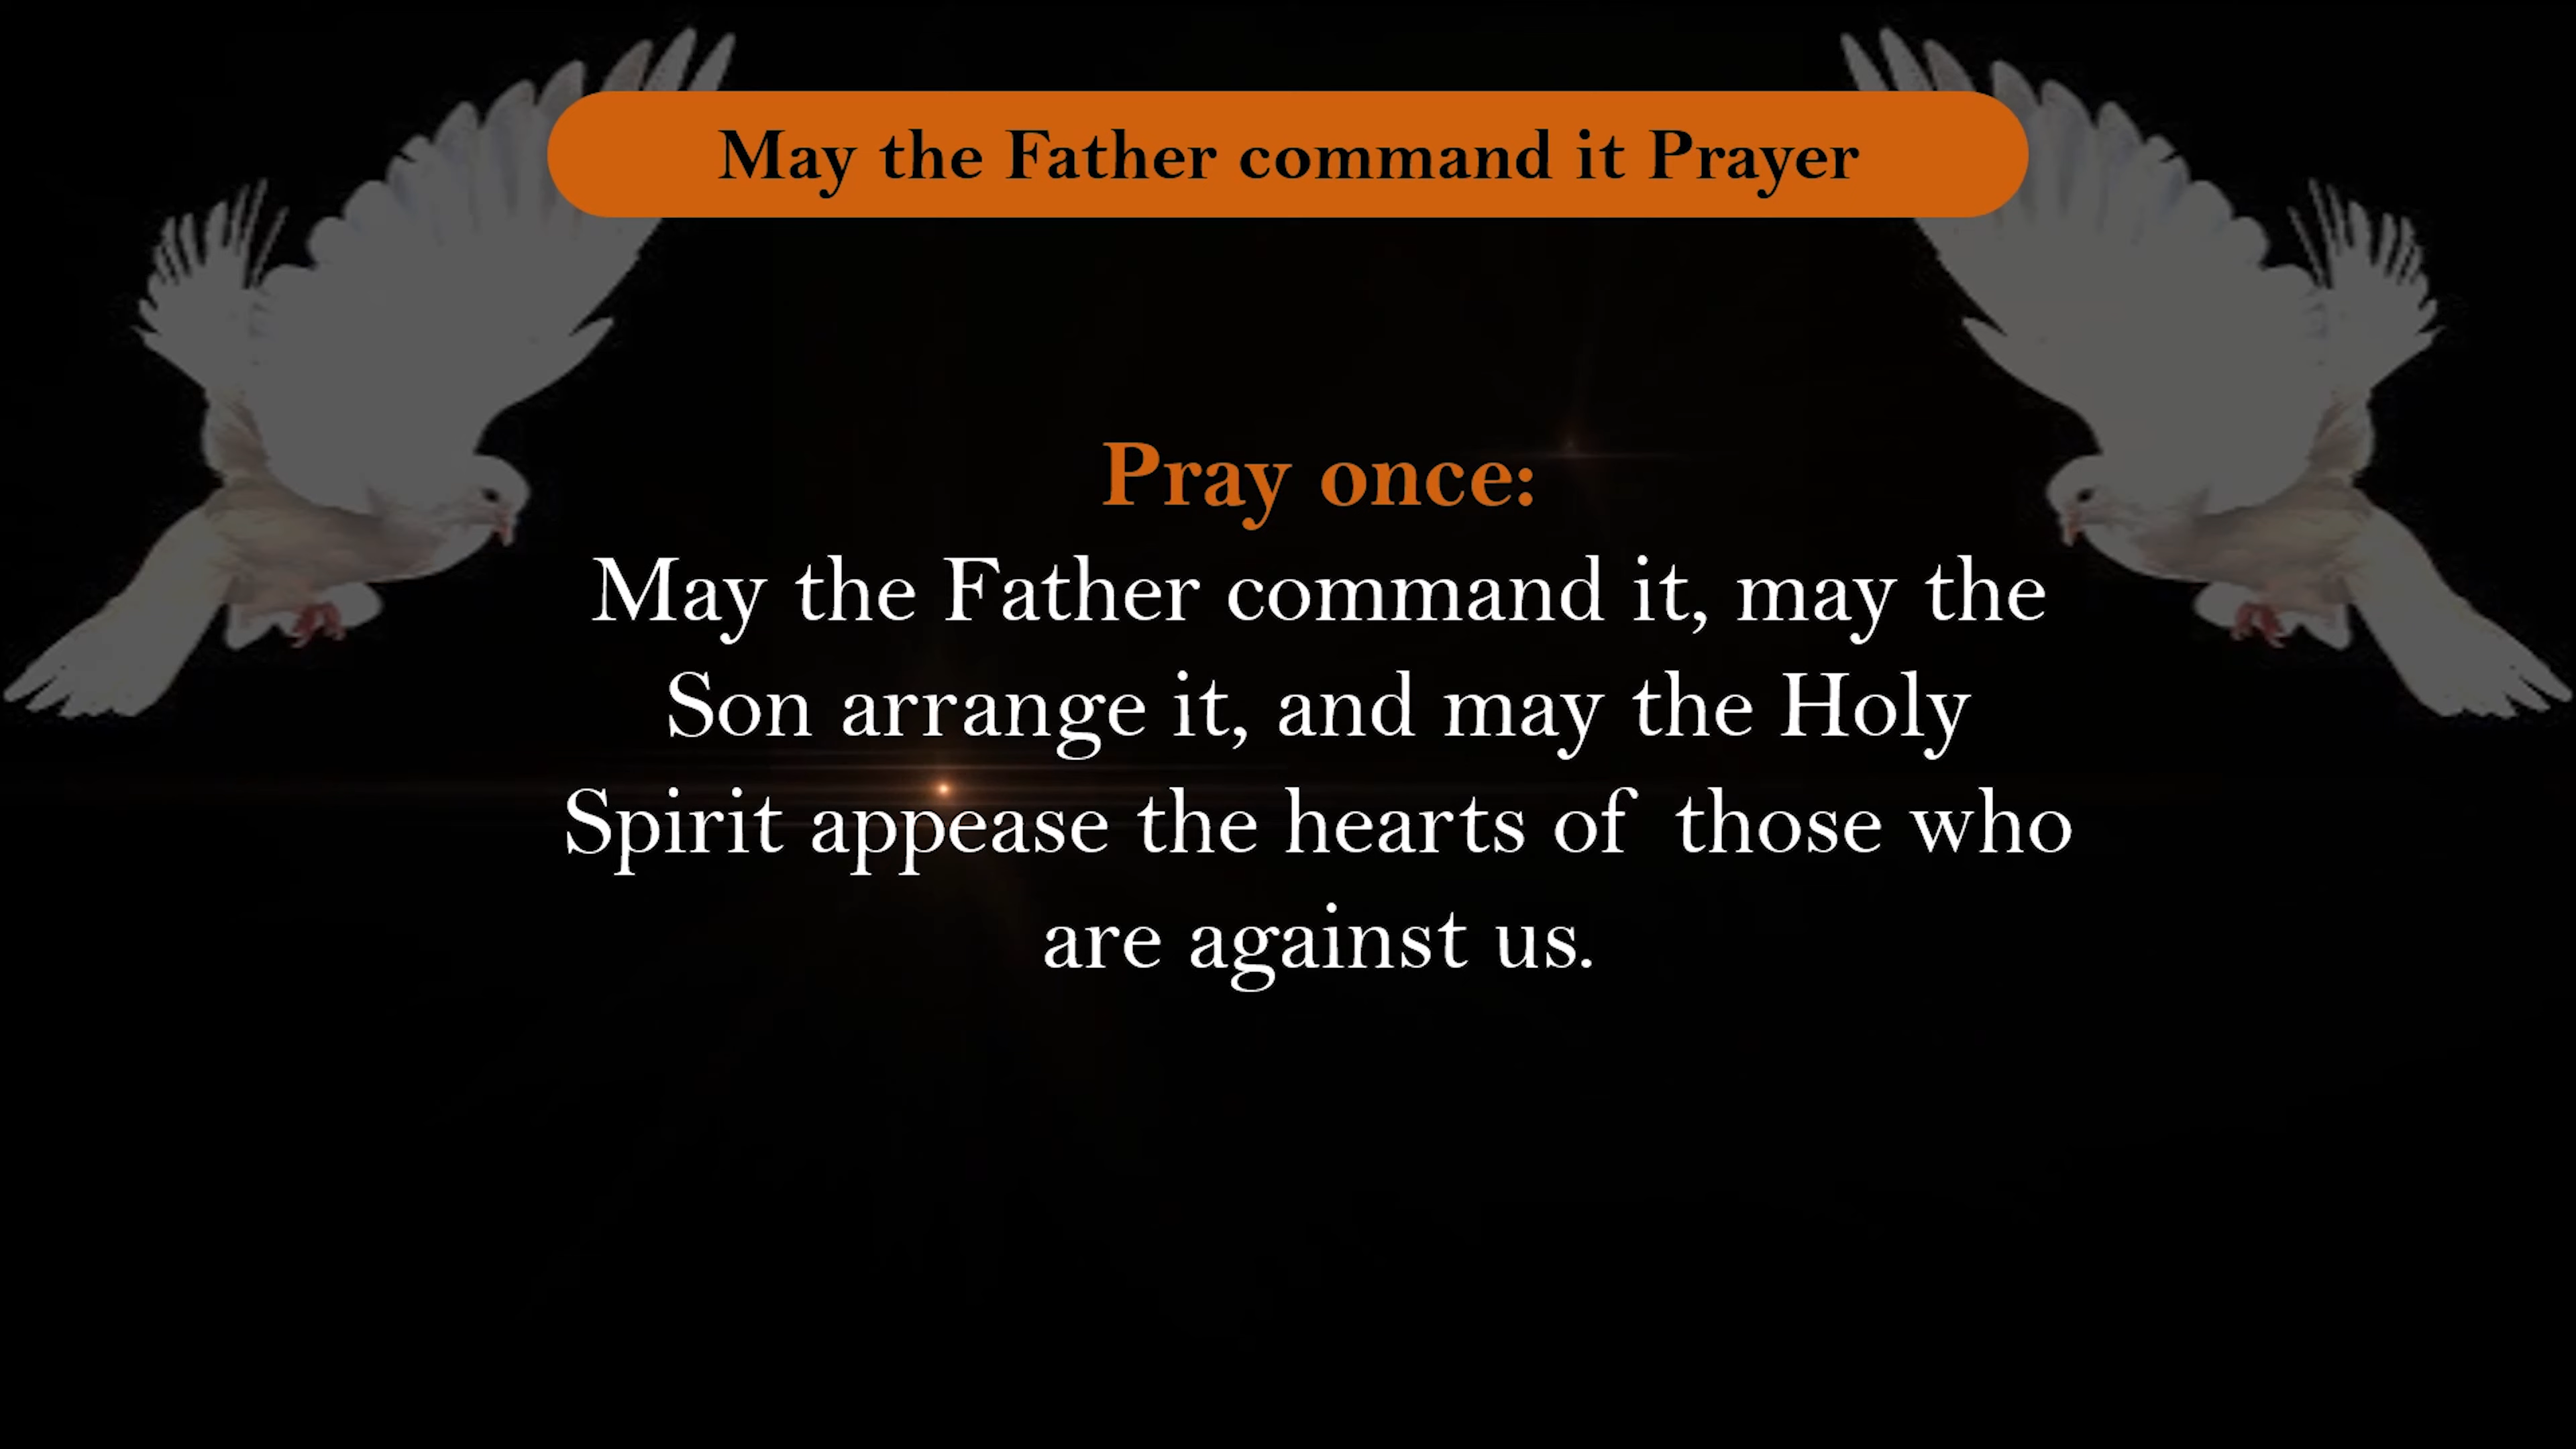 May the Father command it Prayer
Pray once:
May the Father command it, may the
Son arrange it, and may the Holy
Spirit appease the hearts of those who
are against us.